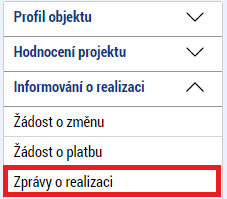 Profil objektu
Hodnocení projektu
Informování o realizaci
Žádost o změnu
Žádost o platbu
Zprávy o realizaci